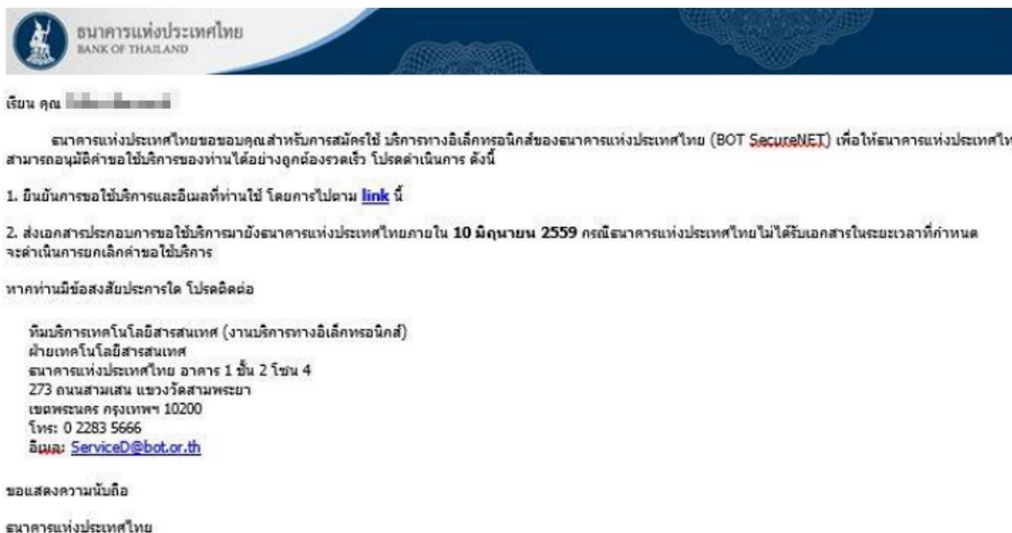 ธนาคารแห่งประเทศไทย
BANK OF THAILAND
เรียน คุณ
ธนาคารแห่งประเทศไทยขอขอบคุณสำหรับการสมัครใช้ บริการทางอิเล็กทรอนิกส์ของธนาคารแห่งประเทศไทย (BOT SecureNET) เพื่อให้ธนาคารแห่งประเทศไท
สามารถอนุมัติคำขอใช้บริการของท่านได้อย่างถูกต้องรวดเร็ว โปรดดำเนินการ ดังนี้
1. ยืนยันการขอใช้บริการและอีเมลที่ท่านใช้ โดยการไปตาม link นี้
2. ส่งเอกสารประกอบการขอใช้บริการมายังธนาคารแห่งประเทศไทยภายใน 10 มิถุนายน 2559 กรณีธนาคารแห่งประเทศไทยไม่ได้รับเอกสารในระยะเวลาที่กำหนด
จะดำเนินการยกเลิกคำขอใช้บริการ
หากท่านมีข้อสงสัยประการใด โปรดติดต่อ
ทีมบริการเทคโนโลยีสารสนเทศ (งานบริการทางอิเล็กทรอนิกส์)
ฝ่ายเทคโนโลยีสารสนเทศ
ธนาคารแห่งประเทศไทย อาคาร 1 ชั้น 2 โซน 4
273 ถนนสามเสน แขวงวัดสามพระยา
เขตพระนคร กรุงเทพฯ 10200
โทร: 0 2283 5666
อีเมล: ServiceD@bot.or.th
ขอแสดงความนับถือ
ธนาคารแห่งประเทศไทย